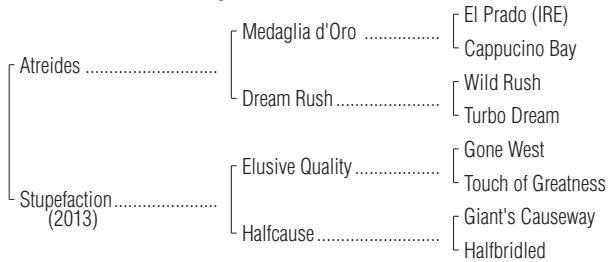 El Prado (IRE)
Medaglia d'Oro ................
Cappucino Bay
Atreides ............................
Wild Rush
Dream Rush ......................
Turbo Dream
Gone West
Elusive Quality ..................
Touch of Greatness
Stupefaction ......................
(2013)
Giant's Causeway
Halfcause ..........................
Halfbridled